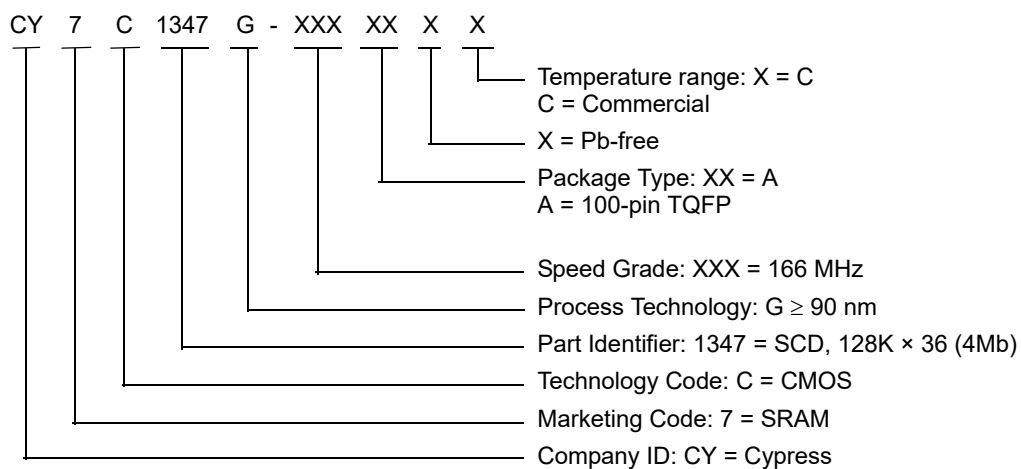 CY 7 C 1347 G - XXX XX X X
Temperature range: X = C
C = Commercial
X = Pb-free
Package Type: XX = A
A = 100-pin TQFP
Speed Grade: XXX = 166 MHz
Process Technology: G ≥ 90 nm
Part Identifier: 1347 = SCD, 128K × 36 (4Mb)
Technology Code: C = CMOS
Marketing Code: 7 = SRAM
Company ID: CY = Cypress